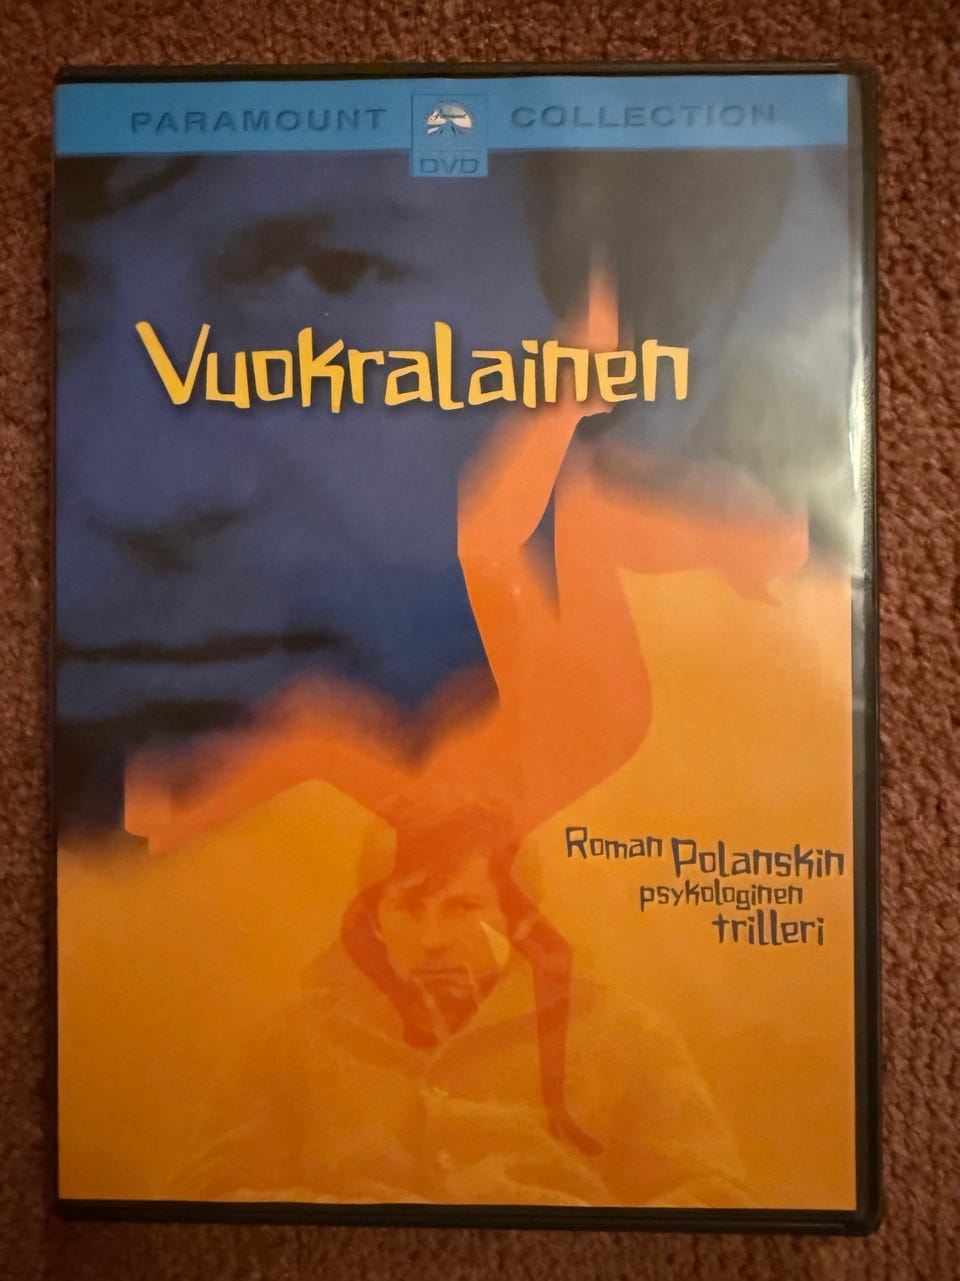 PARAMOUNT COLLECTION
DVD
Vuokralainen
Roman Polanskin
psykologinen
trilleri